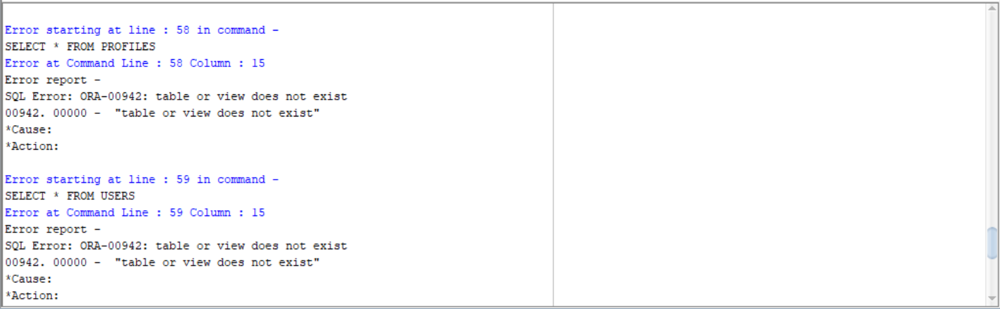 Error starting at line : 58 in command -
SELECT * FROM PROFILES
Error at Command Line : 58 Column : 15
Error report -
SQL Error: ORA-00942: table or view does not exist
00942. 00000 -  "table or view does not exist"
*Cause:
*Action:
Error starting at line : 59 in command -
SELECT * FROM USERS
Error at Command Line : 59 Column : 15
Error report -
SQL Error: ORA-00942: table or view does not exist
00942. 00000 -  "table or view does not exist"
*Cause:
*Action: